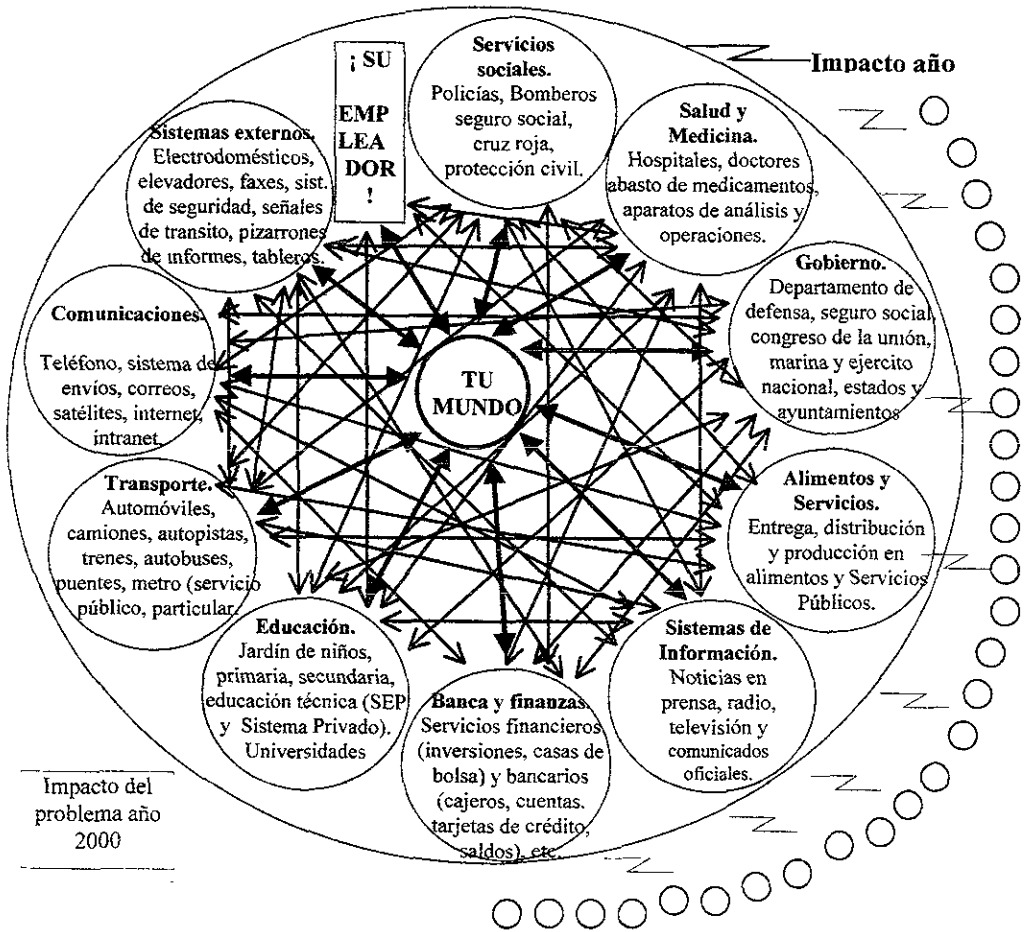 ¡ SU
EMP
LEA
DOR
!
Servicios
sociales.
Policías, Bomberos
seguro social,
cruz roja,
protección civil.
Impacto año
Salud y
Medicina.
Hospitales, doctores
abasto de medicamentos,
aparatos de análisis y
operaciones.
Sistemas externos.
Electrodomésticos,
elevadores, faxes, sist.
de seguridad, señales
de transito, pizarrones
de informes, tableros.
Gobierno.
Departamento de
defensa, seguro social,
congreso de la unión,
marina y ejercito
nacional, estados y
ayuntamientos
Comunicaciones.
Teléfono, sistema de
envíos, correos,
satélites, internet,
intranet.
TU
MUNDO
Alimentos y
Servicios.
Entrega, distribución
y producción en
alimentos y Servicios
Públicos.
Transporte.
Automóviles,
camiones, autopistas,
trenes, autobuses,
puentes, metro (servicio
público, particular.
Educación.
Jardín de niños,
primaria, secundaria,
educación técnica (SEP
y Sistema Privado).
Universidades
Banca y finanzas.
Servicios financieros
(inversiones, casas de
bolsa) y bancarios
(cajeros, cuentas.
tarjetas de crédito,
saldos), etc.
Sistemas de
Información.
Noticias en
prensa, radio,
televisión y
comunicados
oficiales.
Impacto del
problema año
2000